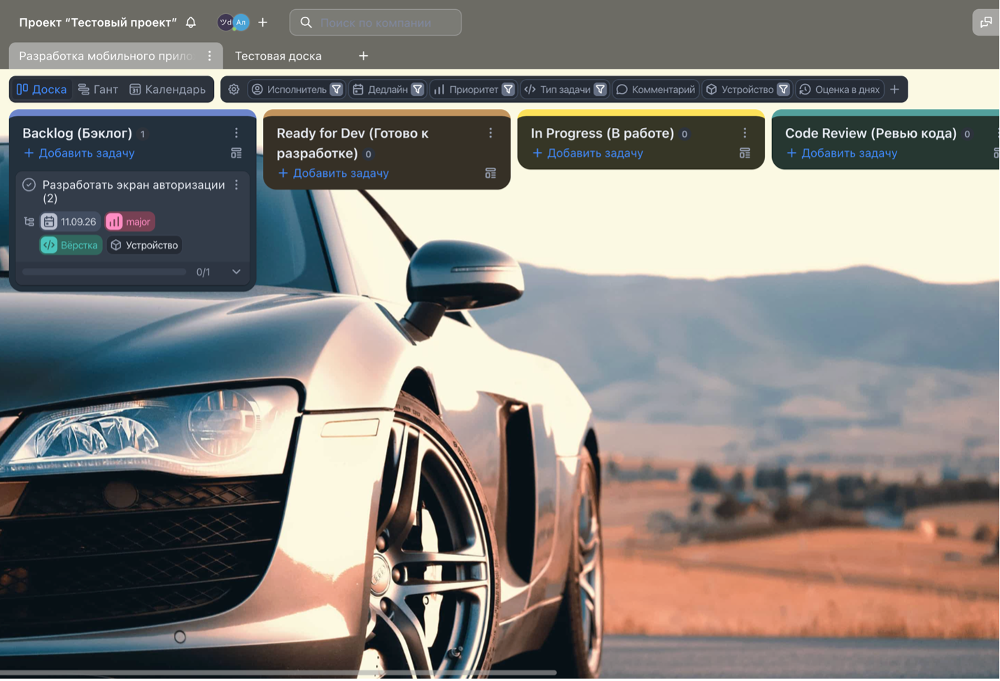 Проект “Тестовый проект”
ツd Ал
Поиск по компании
Разработка мобильного прило
Тестовая доска
Доска Гант Календарь
Исполнитель Дедлайн Приоритет Тип задачи Комментарий Устройство Оценка в днях
Backlog (Бэклог) 1
+ Добавить задачу
Разработать экран авторизации
(2)
11.09.26 major
Вёрстка Устройство
0/1
Ready for Dev (Готово к
разработке) 0
+ Добавить задачу
In Progress (В работе) 0
+ Добавить задачу
Code Review (Ревью кода) 0
+ Добавить задачу